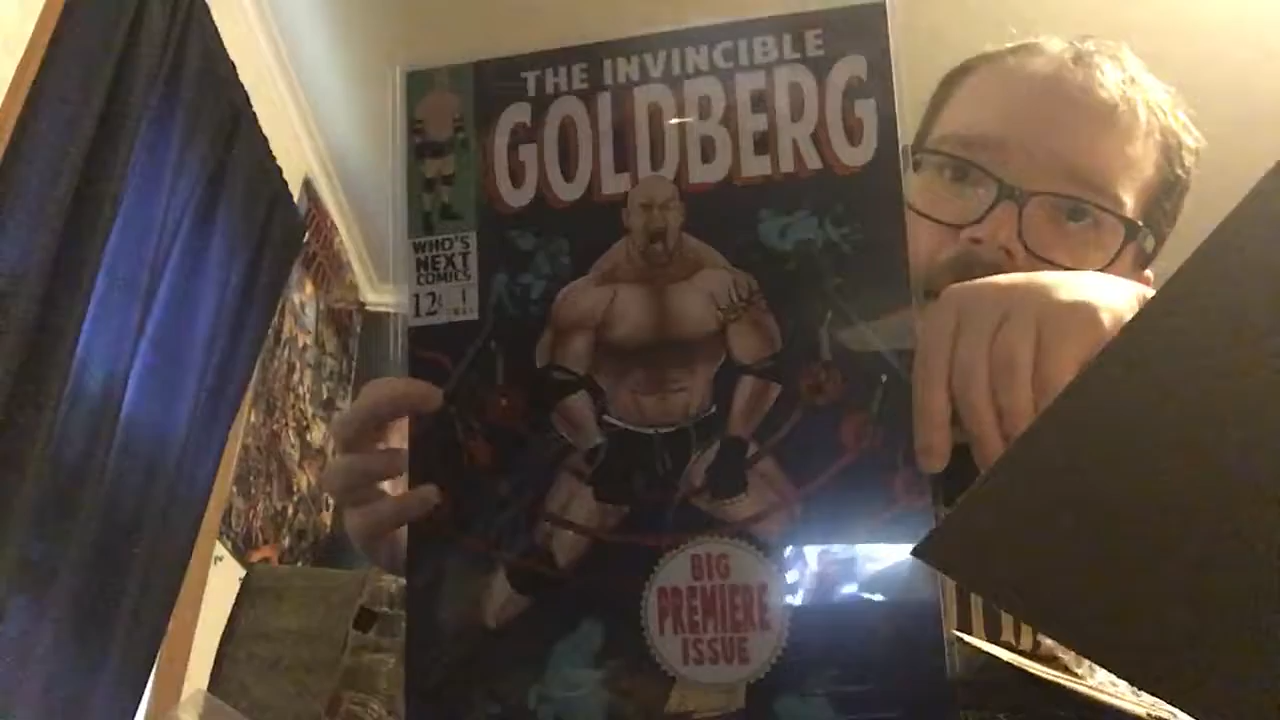 THE INVINCIBLE
GOLDBERG
WHO'S
NEXT
COMICS
12¢ 1
BIG
PREMIERE
ISSUE